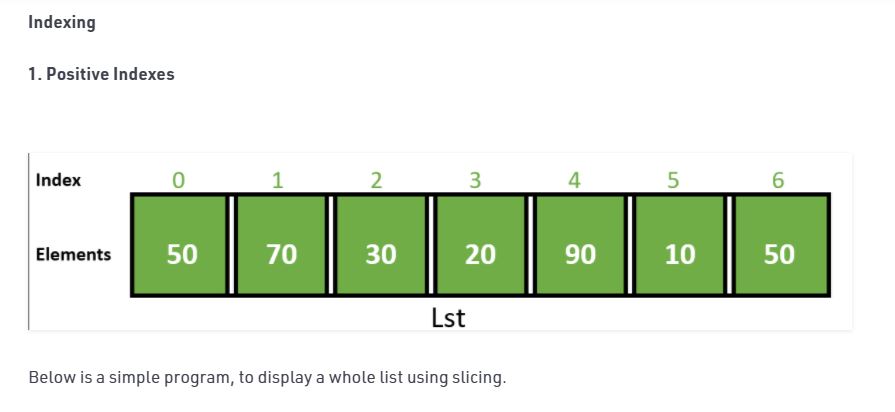 Indexing
1. Positive Indexes
Index 0 1 2 3 4 5 6
Elements 50 70 30 20 90 10 50
Lst
Below is a simple program, to display a whole list using slicing.